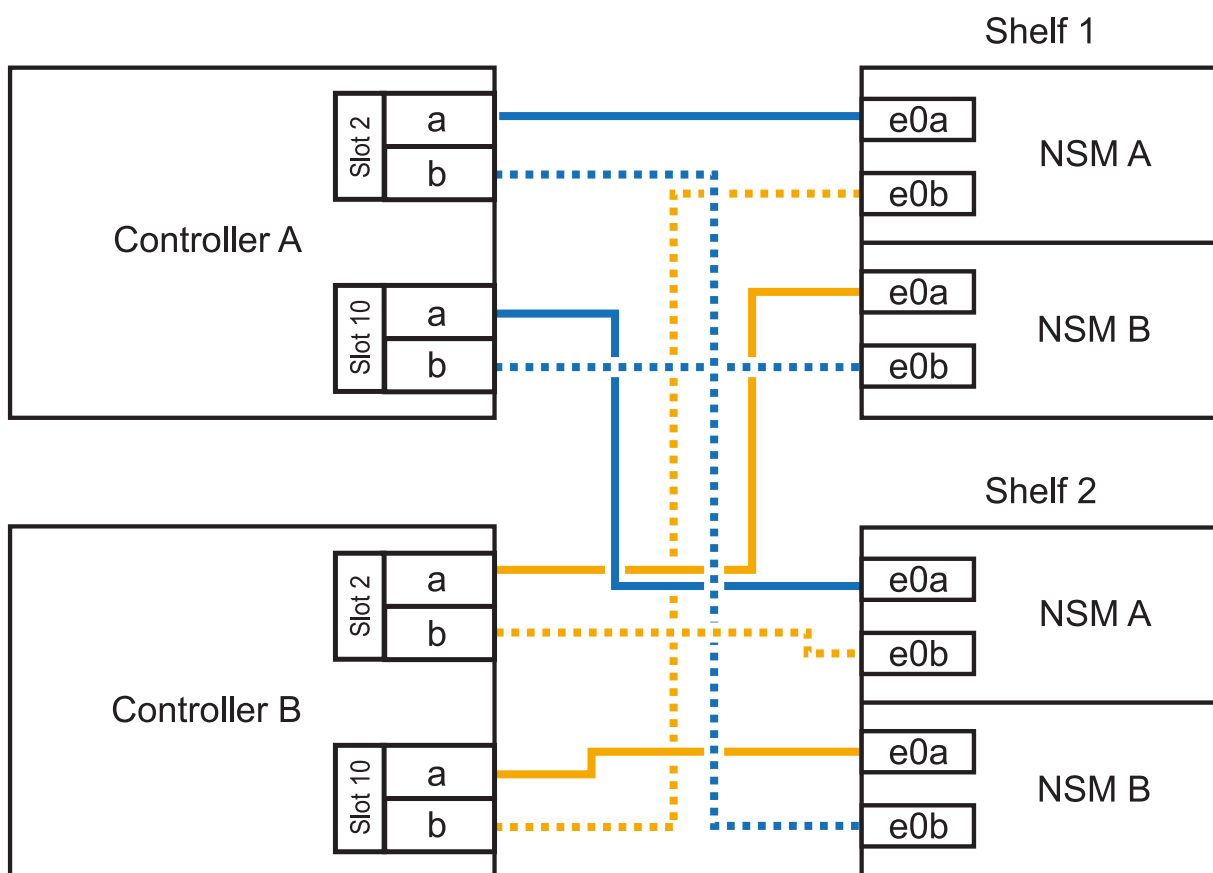 Shelf 1
Controller A
Slot 2
a
b
Slot 10
a
b
e0a
e0b
NSM A
e0a
e0b
NSM B
Shelf 2
Controller B
Slot 2
a
b
Slot 10
a
b
e0a
e0b
NSM A
e0a
e0b
NSM B